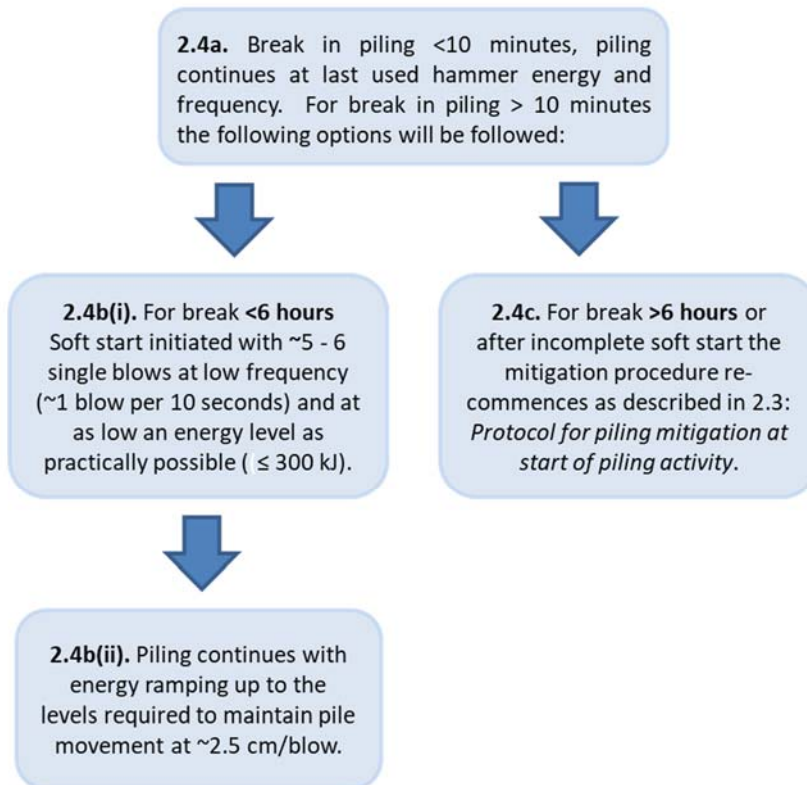 2.4a. Break in piling <10 minutes, piling
continues at last used hammer energy and
frequency. For break in piling > 10 minutes
the following options will be followed:
2.4b(i). For break <6 hours
Soft start initiated with ~5 - 6
single blows at low frequency
(~1 blow per 10 seconds) and at
as low an energy level as
practically possible ( ≤ 300 kJ).
2.4c. For break >6 hours or
after incomplete soft start the
mitigation procedure re-
commences as described in 2.3:
Protocol for piling mitigation at
start of piling activity.
2.4b(ii). Piling continues with
energy ramping up to the
levels required to maintain pile
movement at ~2.5 cm/blow.